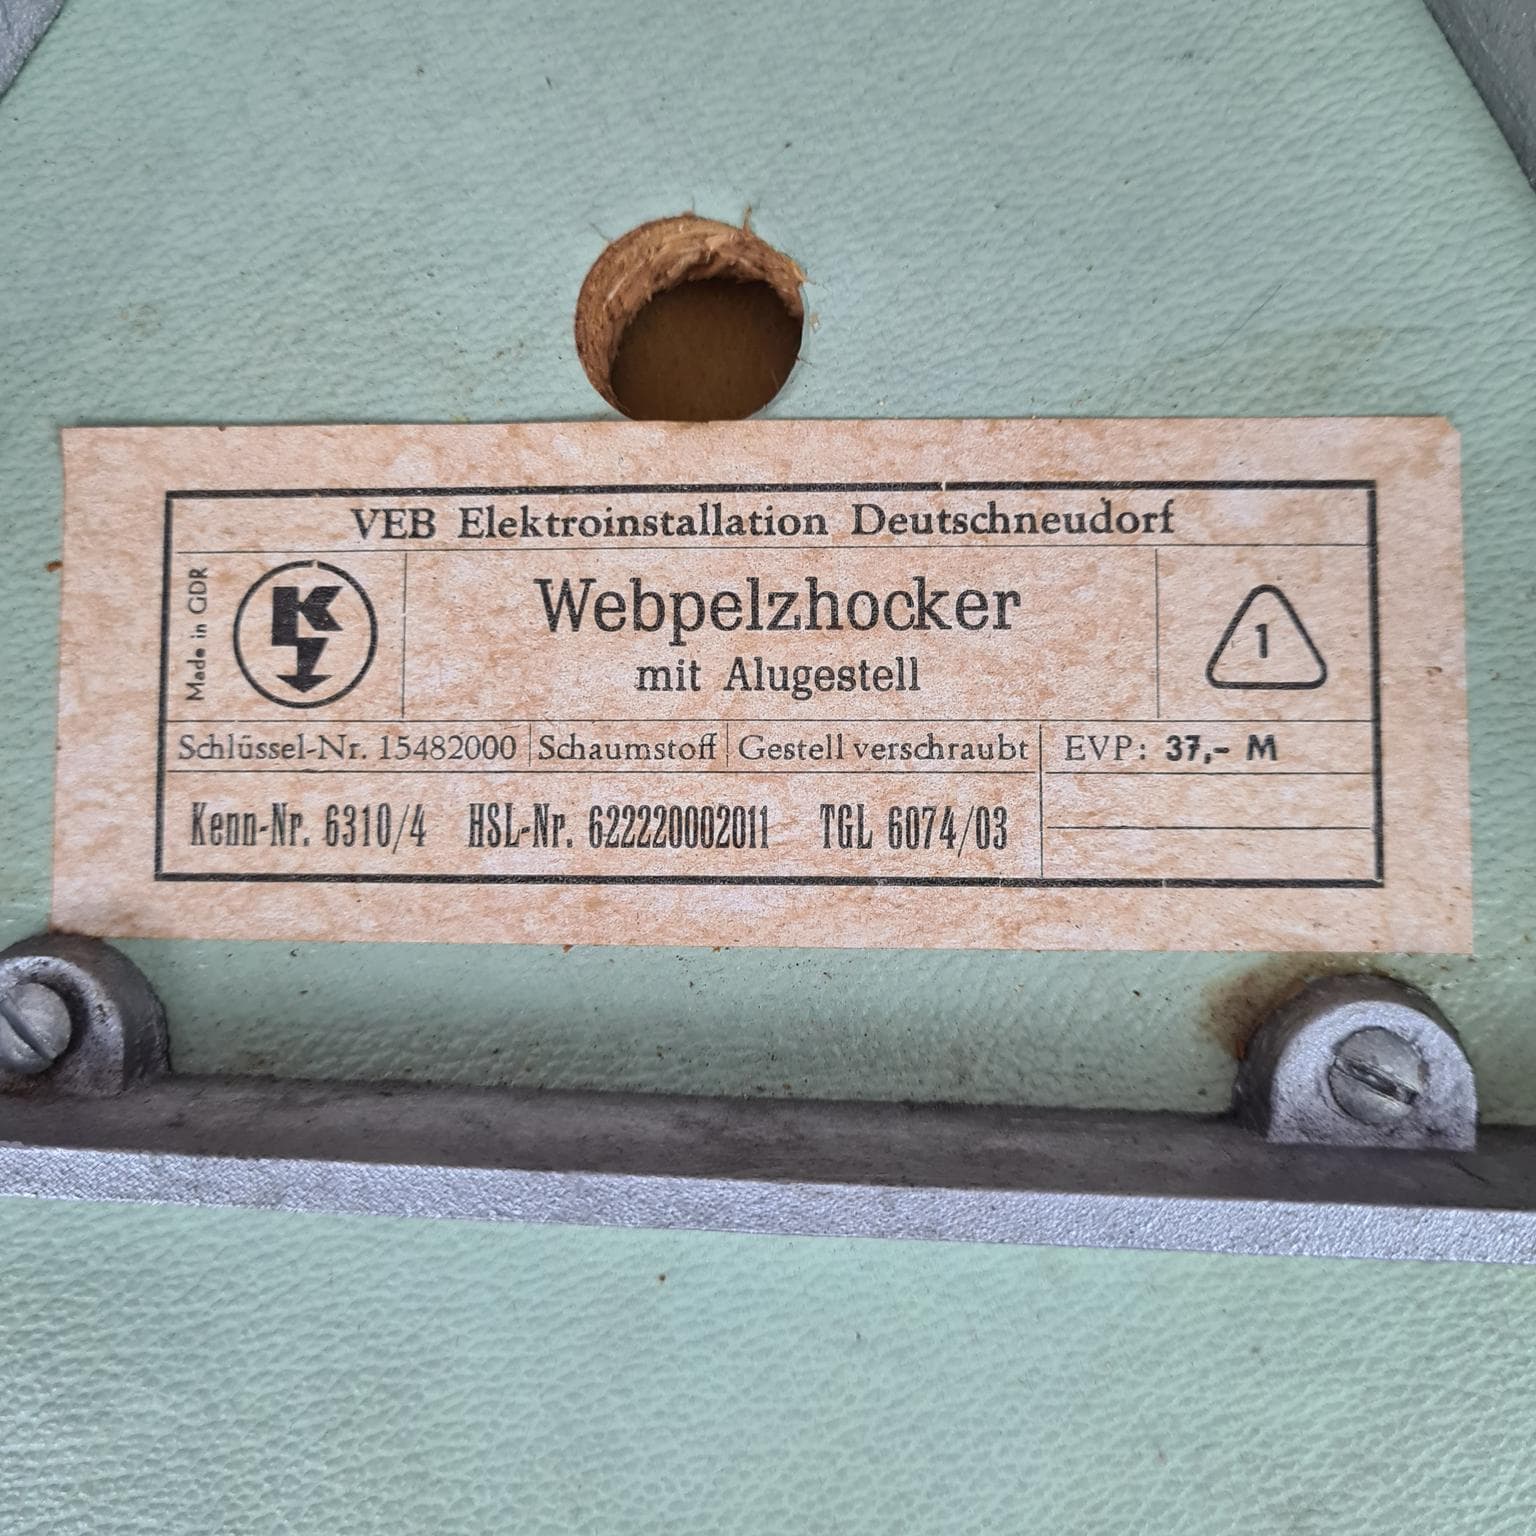 VEB Elektroinstallation Deutschneudorf
Made in GDR
K
Webpelzhocker
mit Alugestell
1
Schlüssel-Nr. 15482000 Schaumstoff Gestell verschraubt EVP: 37,- M
Kenn-Nr. 6310/4 HSL-Nr. 622220002011 TGL 6074/03